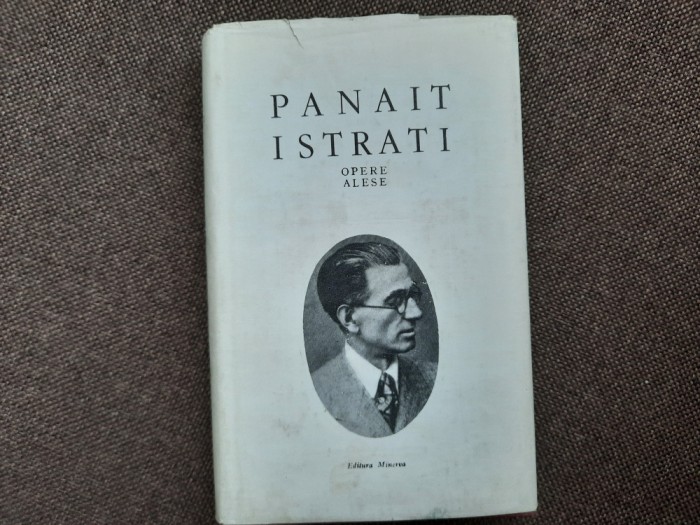 PANAIT
ISTRATI
OPERE
ALESE
Editura Minerva